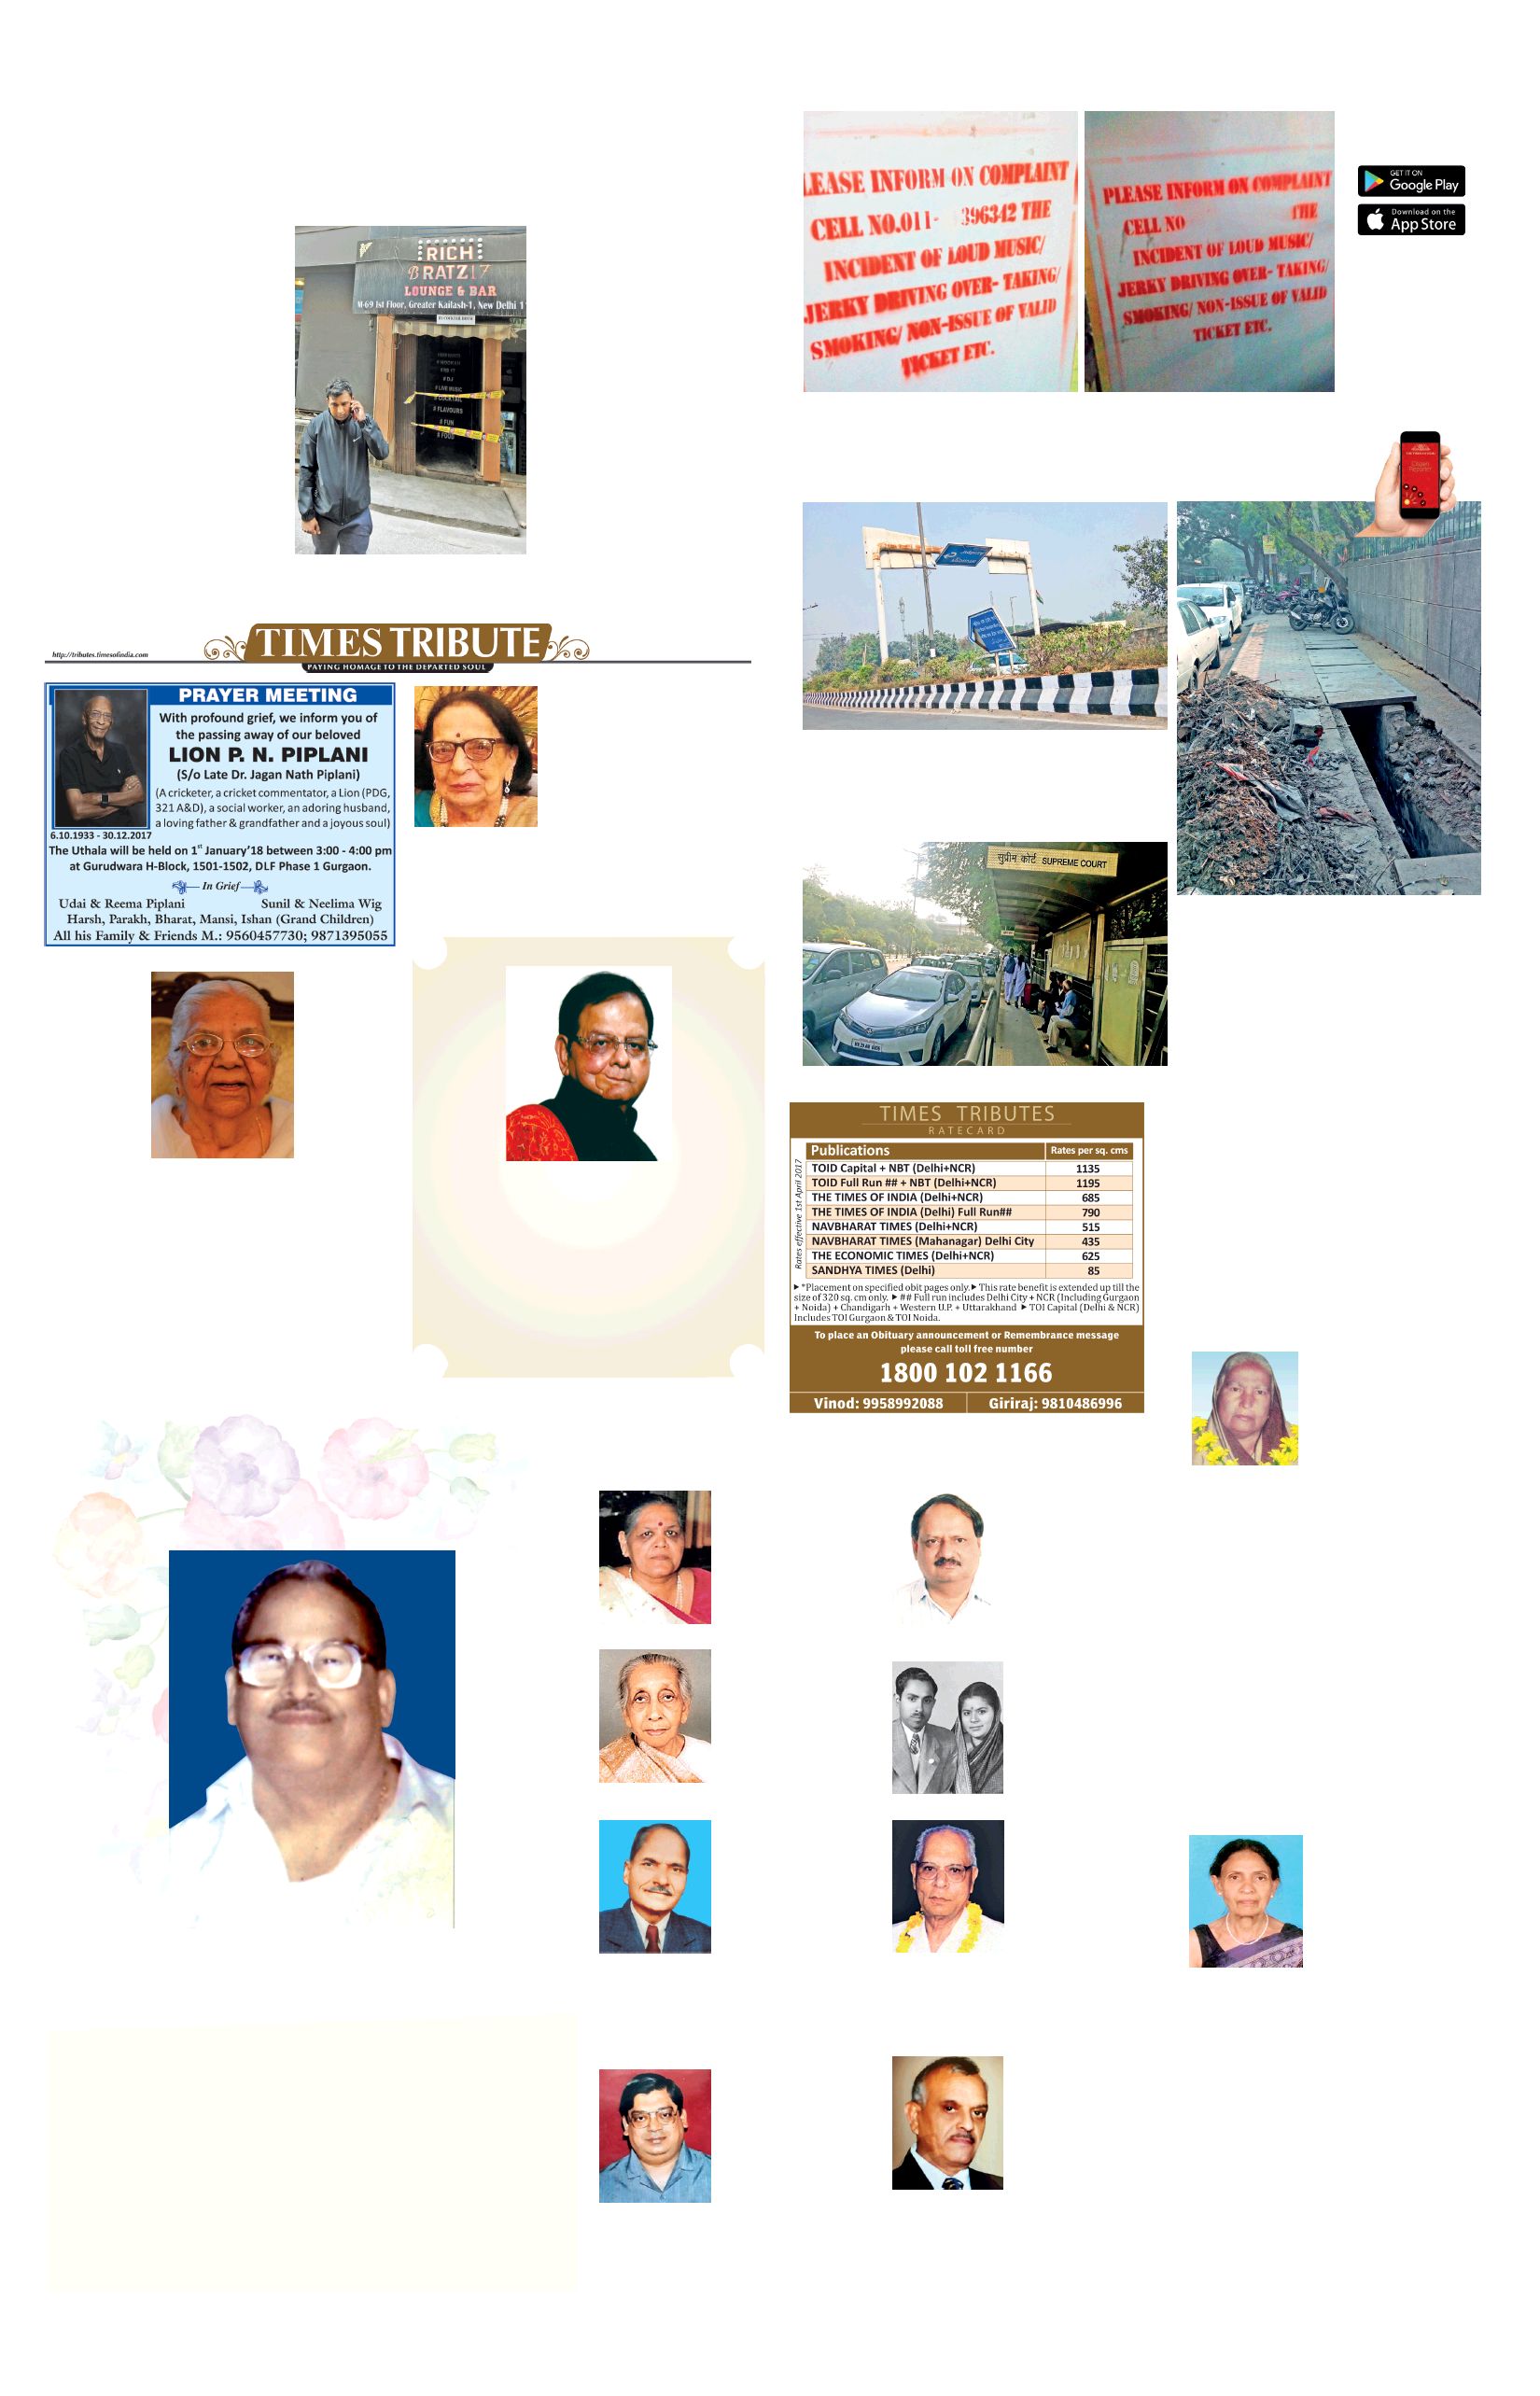 RICH
BRATZ17
LOUNGE & BAR
M-69 Ist Floor, Greater Kailash-1, New Delhi
# DJ
# LIVE MUSIC
# COCKTAIL
# FLAVOURS
# FUN
# FOOD
LEASE INFORM ON COMPLAINT
CELL NO.011- 396342 THE
INCIDENT OF LOUD MUSIC/
JERKY DRIVING OVER- TAKING/
SMOKING/ NON-ISSUE OF VALID
TICKET ETC.
PLEASE INFORM ON COMPLAINT
CELL NO THE
INCIDENT OF LOUD MUSIC/
JERKY DRIVING OVER- TAKING/
SMOKING/ NON-ISSUE OF VALID
TICKET ETC.
GET IT ON
Google Play
Download on the
App Store
http://tributes.timesofindia.com
TIMES TRIBUTE
PAYING HOMAGE TO THE DEPARTED SOUL
PRAYER MEETING
With profound grief, we inform you of
the passing away of our beloved
LION P. N. PIPLANI
(S/o Late Dr. Jagan Nath Piplani)
(A cricketer, a cricket commentator, a Lion (PDG,
321 A&D), a social worker, an adoring husband,
a loving father & grandfather and a joyous soul)
6.10.1933 - 30.12.2017
The Uthala will be held on 1st January'18 between 3:00 - 4:00 pm
at Gurudwara H-Block, 1501-1502, DLF Phase 1 Gurgaon.
In Grief
Udai & Reema Piplani Sunil & Neelima Wig
Harsh, Parakh, Bharat, Mansi, Ishan (Grand Children)
All his Family & Friends M.: 9560457730; 9871395055
सुप्रीम कोर्ट SUPREME COURT
TIMES TRIBUTES
RATECARD
Rates effective 1st April 2017
Publications Rates per sq. cms
TOID Capital + NBT (Delhi+NCR) 1135
TOID Full Run ## + NBT (Delhi+NCR) 1195
THE TIMES OF INDIA (Delhi+NCR) 685
THE TIMES OF INDIA (Delhi) Full Run## 790
NAVBHARAT TIMES (Delhi+NCR) 515
NAVBHARAT TIMES (Mahanagar) Delhi City 435
THE ECONOMIC TIMES (Delhi+NCR) 625
SANDHYA TIMES (Delhi) 85
▶ *Placement on specified obit pages only.▶ This rate benefit is extended up till the
size of 320 sq. cm only. ▶ ## Full run includes Delhi City + NCR (Including Gurgaon
+ Noida) + Chandigarh + Western U.P. + Uttarakhand ▶ TOI Capital (Delhi & NCR)
Includes TOI Gurgaon & TOI Noida.
To place an Obituary announcement or Remembrance message
please call toll free number
1800 102 1166
Vinod: 9958992088 Giriraj: 9810486996